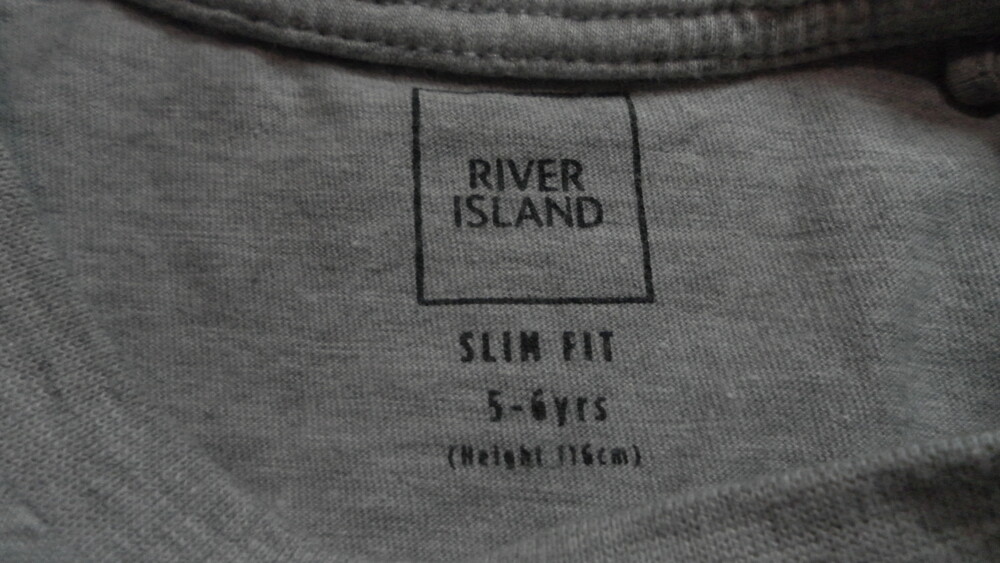 RIVER
ISLAND
SLIM FIT
5-6yrs
(Height 116cm)